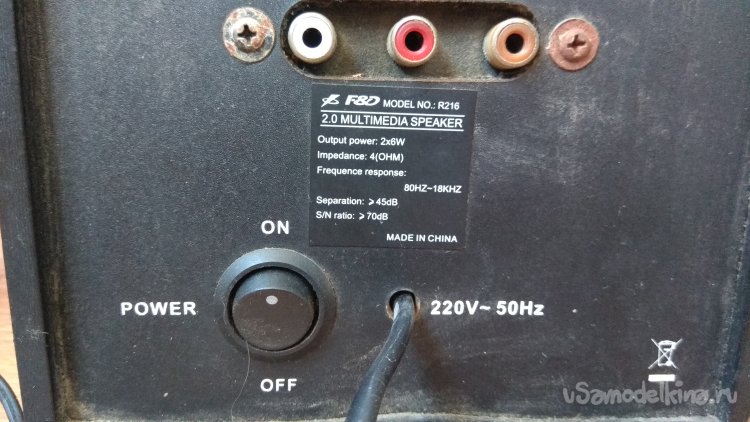 F&D MODEL NO.: R216
2.0 MULTIMEDIA SPEAKER
Output power: 2x6W
Impedance: 4(OHM)
Frequence response:
80HZ~18KHZ
Separation: ⩾45dB
S/N ratio: ⩾70dB
MADE IN CHINA
ON
POWER
220V~ 50Hz
OFF
vSamodelkina.ru